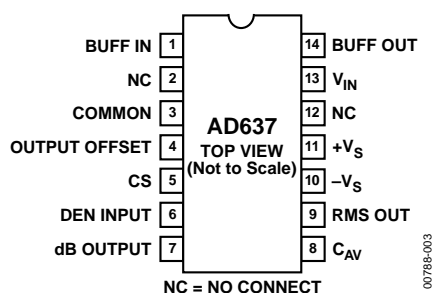 BUFF IN 1 14 BUFF OUT
NC 2 13 VIN
COMMON 3 12 NC
AD637
OUTPUT OFFSET 4 TOP VIEW 11 +VS
(Not to Scale)
CS 5 10 –VS
DEN INPUT 6 9 RMS OUT
dB OUTPUT 7 8 CAV
NC = NO CONNECT
00788-003